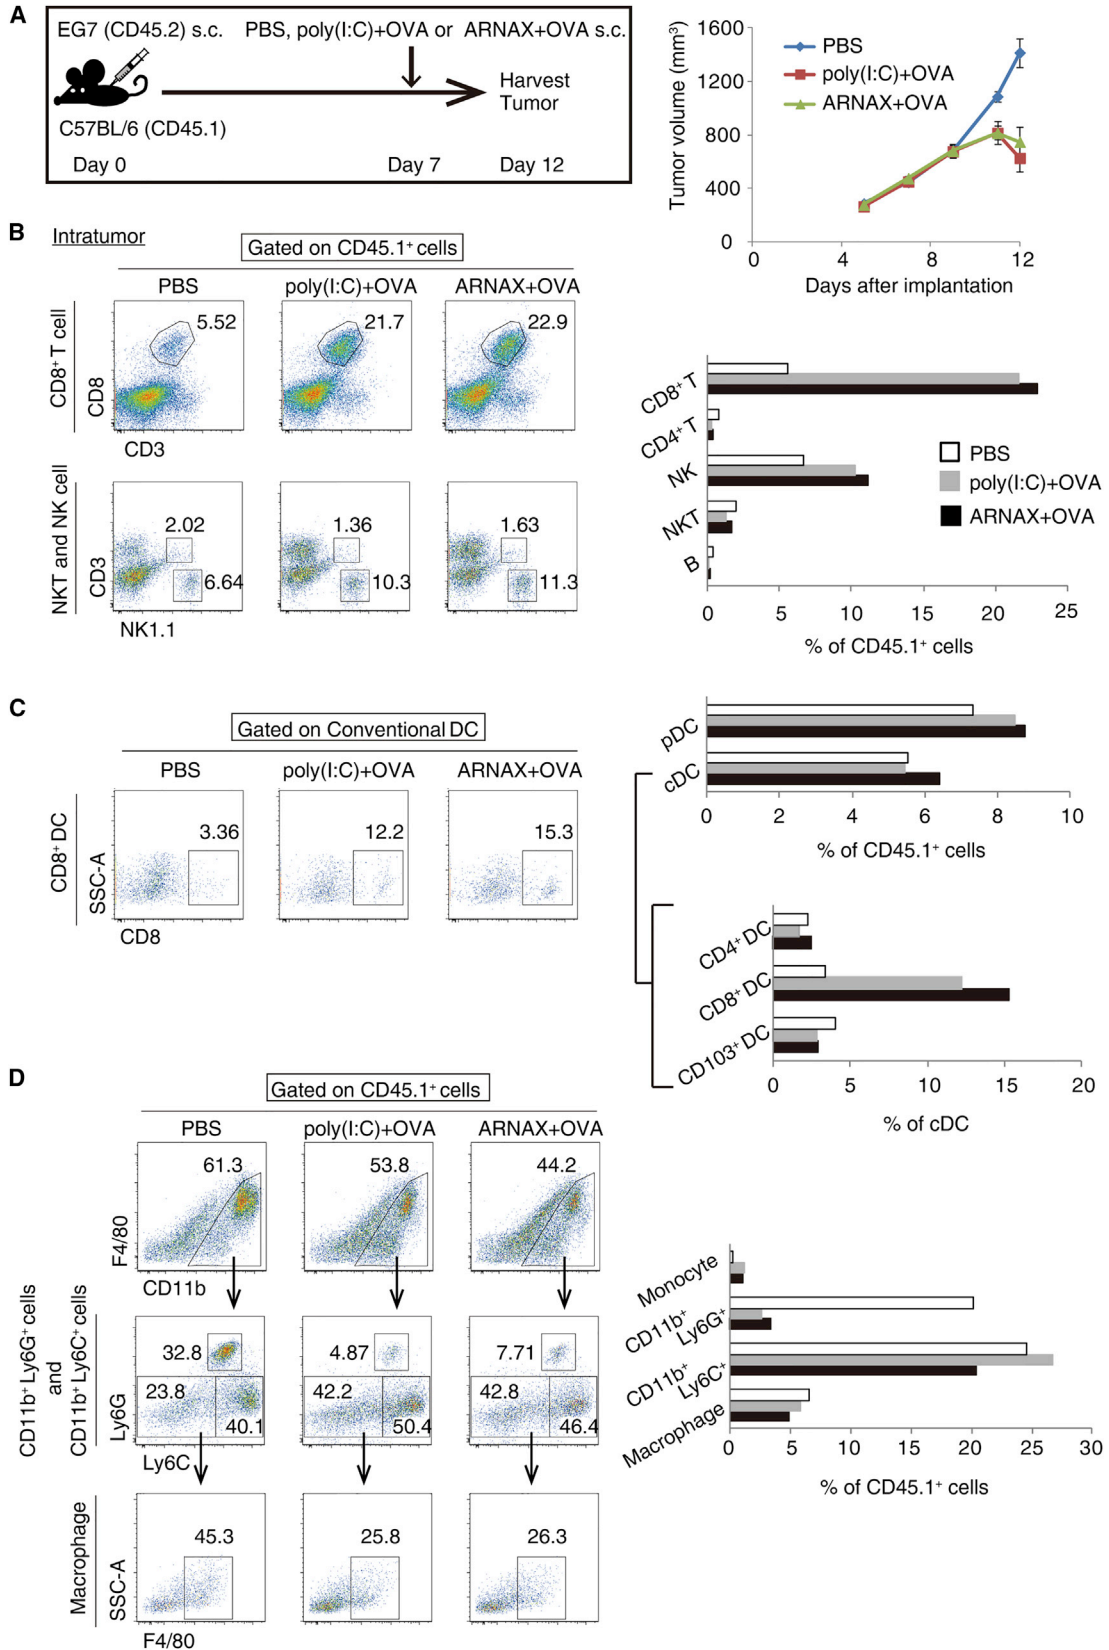 A
EG7 (CD45.2) s.c.
PBS, poly(I:C)+OVA or ARNAX+OVA s.c.
Harvest
Tumor
C57BL/6 (CD45.1)
Day 0
Day 7
Day 12
Tumor volume (mm³)
1600
1200
800
400
0
0
4
8
12
Days after implantation
PBS
poly(I:C)+OVA
ARNAX+OVA
B
Intratumor
Gated on CD45.1⁺ cells
PBS
poly(I:C)+OVA
ARNAX+OVA
CD8⁺ T cell
CD8
5.52
21.7
22.9
CD3
NKT and NK cell
CD3
2.02
6.64
1.36
10.3
1.63
11.3
NK1.1
CD8⁺ T
CD4⁺ T
NK
NKT
B
PBS
poly(I:C)+OVA
ARNAX+OVA
0
5
10
15
20
25
% of CD45.1⁺ cells
C
Gated on Conventional DC
PBS
poly(I:C)+OVA
ARNAX+OVA
CD8⁺ DC
SSC-A
3.36
12.2
15.3
CD8
pDC
cDC
0
2
4
6
8
10
% of CD45.1⁺ cells
CD4⁺ DC
CD8⁺ DC
CD103⁺ DC
0
5
10
15
20
% of cDC
D
Gated on CD45.1⁺ cells
PBS
poly(I:C)+OVA
ARNAX+OVA
F4/80
61.3
53.8
44.2
CD11b
CD11b⁺ Ly6G⁺ cells
and
CD11b⁺ Ly6C⁺ cells
Ly6G
32.8
23.8
40.1
4.87
42.2
50.4
7.71
42.8
46.4
Ly6C
Macrophage
SSC-A
45.3
25.8
26.3
F4/80
Monocyte
CD11b⁺
Ly6G⁺
CD11b⁺
Ly6C⁺
Macrophage
0
5
10
15
20
25
30
% of CD45.1⁺ cells